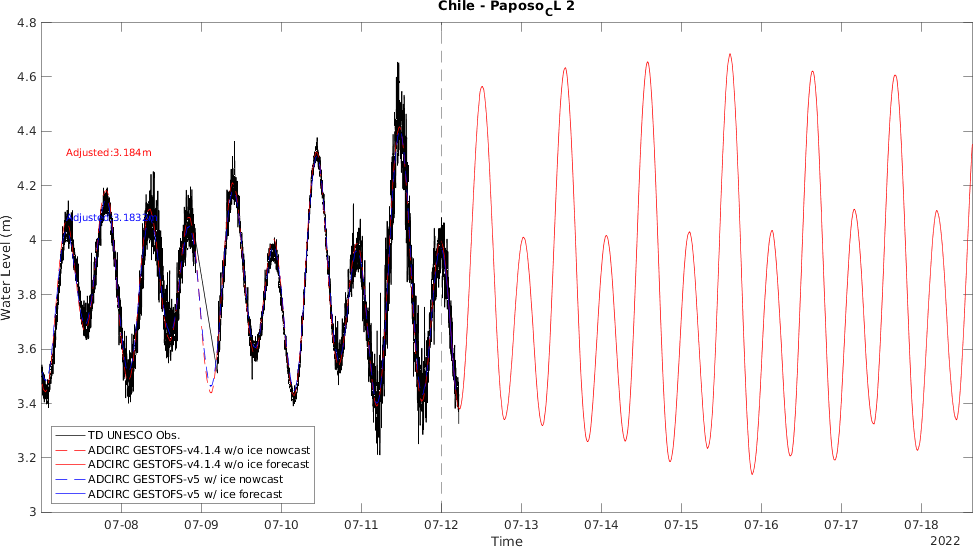 Chile - Paposo_CL 2
4.8
4.6
4.4
4.2
4
3.8
3.6
3.4
3.2
3
Water Level (m)
Adjusted:3.184m
TD UNESCO Obs.
ADCIRC GESTOFS-v4.1.4 w/o ice nowcast
ADCIRC GESTOFS-v4.1.4 w/o ice forecast
ADCIRC GESTOFS-v5 w/ ice nowcast
ADCIRC GESTOFS-v5 w/ ice forecast
07-08 07-09 07-10 07-11 07-12 07-13 07-14 07-15 07-16 07-17 07-18
Time
2022